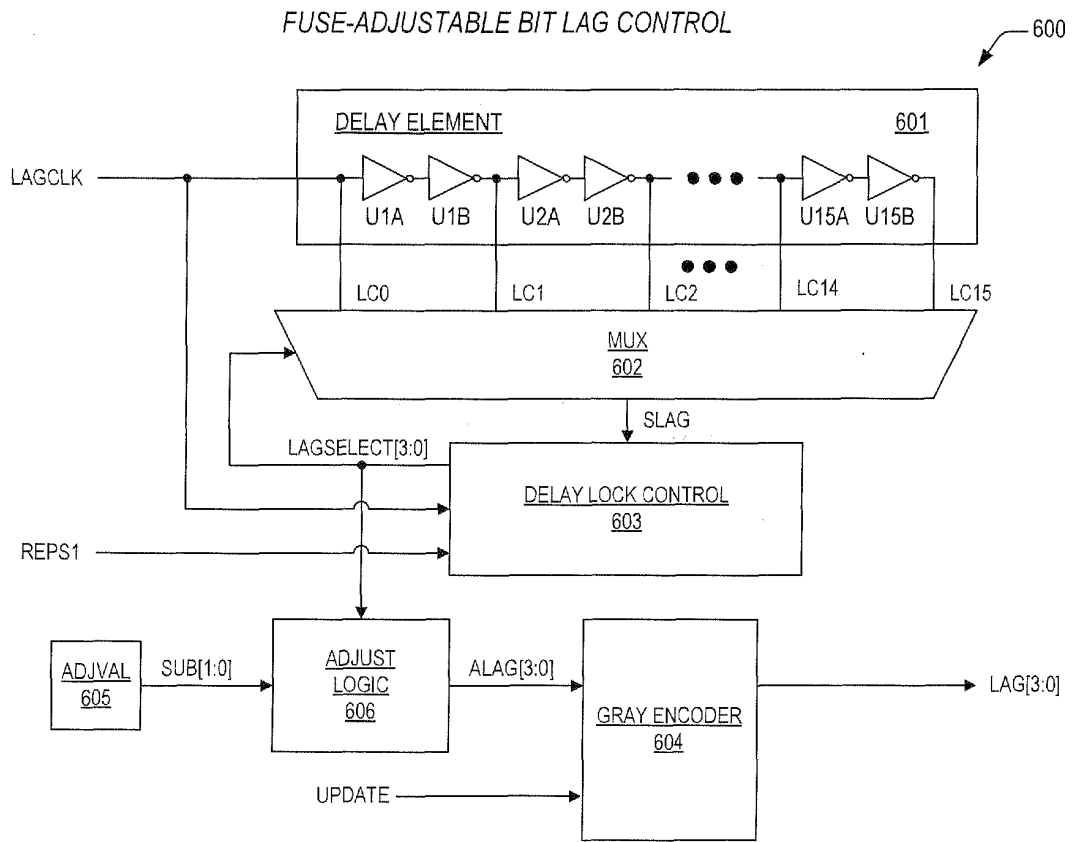 FUSE-ADJUSTABLE BIT LAG CONTROL
600
DELAY ELEMENT
601
LAGCLK
U1A
U1B
U2A
U2B
U15A
U15B
LC0
LC1
LC2
LC14
LC15
MUX
602
SLAG
LAGSELECT[3:0]
DELAY LOCK CONTROL
603
REPS1
ADJVAL
605
SUB[1:0]
ADJUST
LOGIC
606
ALAG[3:0]
GRAY ENCODER
604
LAG[3:0]
UPDATE